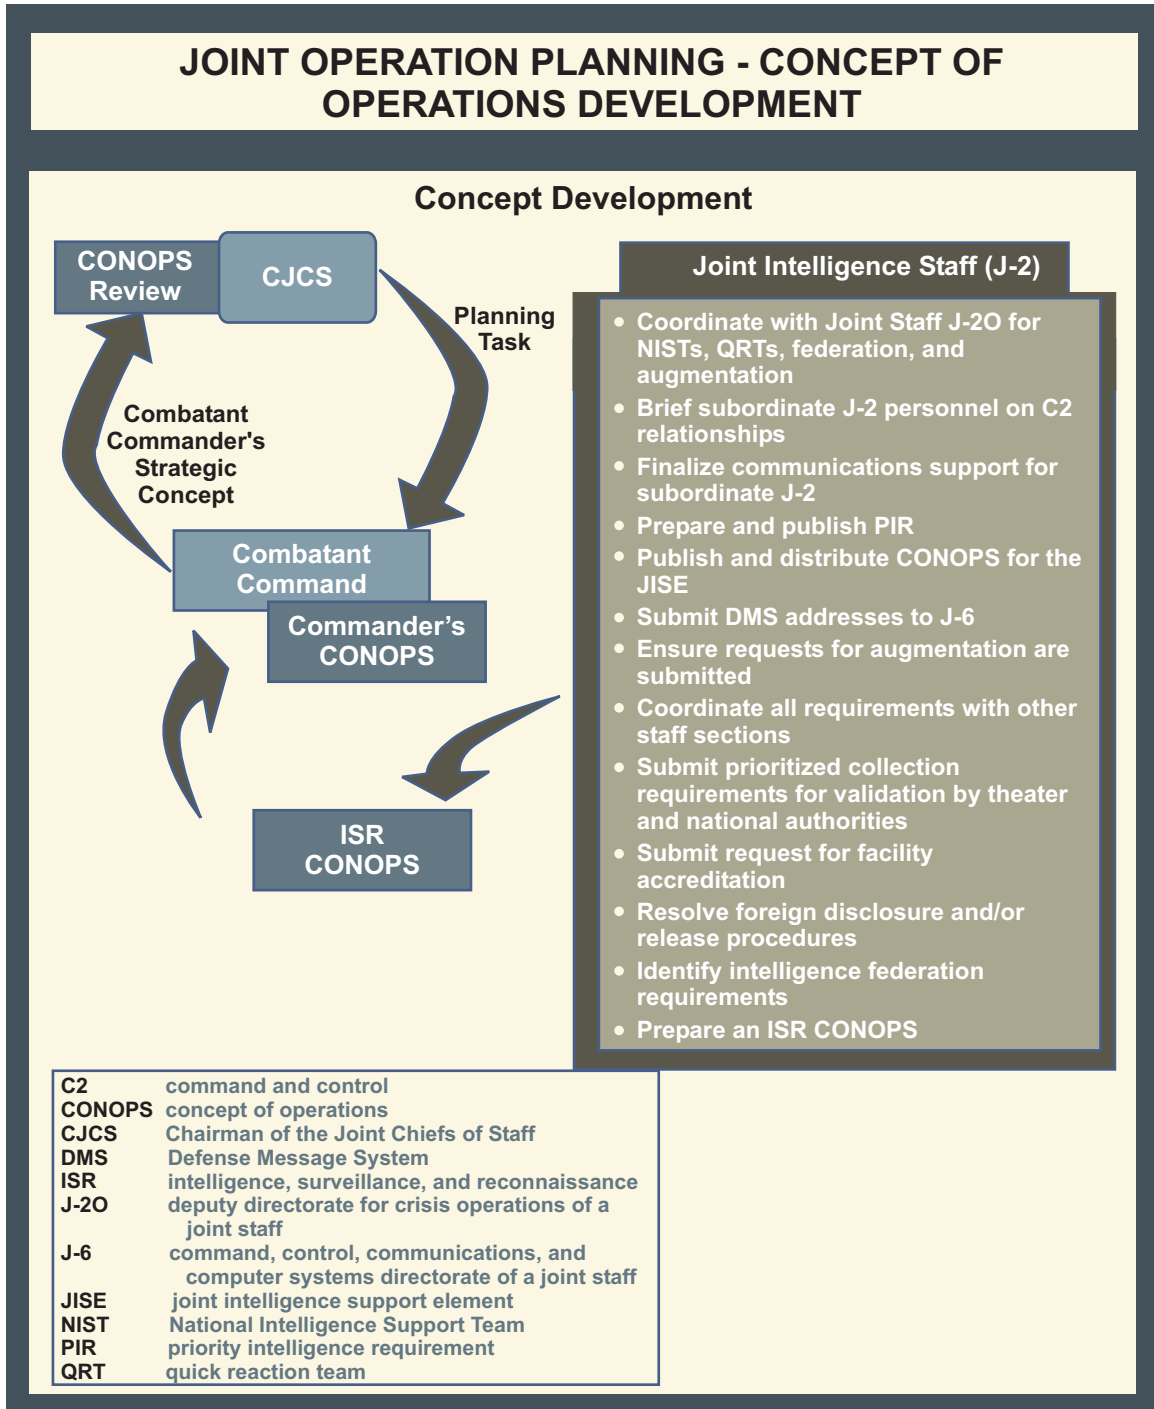 JOINT OPERATION PLANNING - CONCEPT OF
OPERATIONS DEVELOPMENT
Concept Development
CONOPS
Review
CJCS
Planning
Task
Combatant
Commander's
Strategic
Concept
Combatant
Command
Commander’s
CONOPS
ISR
CONOPS
Joint Intelligence Staff (J-2)
• Coordinate with Joint Staff J-2O for
NISTs, QRTs, federation, and
augmentation
• Brief subordinate J-2 personnel on C2
relationships
• Finalize communications support for
subordinate J-2
• Prepare and publish PIR
• Publish and distribute CONOPS for the
JISE
• Submit DMS addresses to J-6
• Ensure requests for augmentation are
submitted
• Coordinate all requirements with other
staff sections
• Submit prioritized collection
requirements for validation by theater
and national authorities
• Submit request for facility
accreditation
• Resolve foreign disclosure and/or
release procedures
• Identify intelligence federation
requirements
• Prepare an ISR CONOPS
C2 command and control
CONOPS concept of operations
CJCS Chairman of the Joint Chiefs of Staff
DMS Defense Message System
ISR intelligence, surveillance, and reconnaissance
J-2O deputy directorate for crisis operations of a
joint staff
J-6 command, control, communications, and
computer systems directorate of a joint staff
JISE joint intelligence support element
NIST National Intelligence Support Team
PIR priority intelligence requirement
QRT quick reaction team